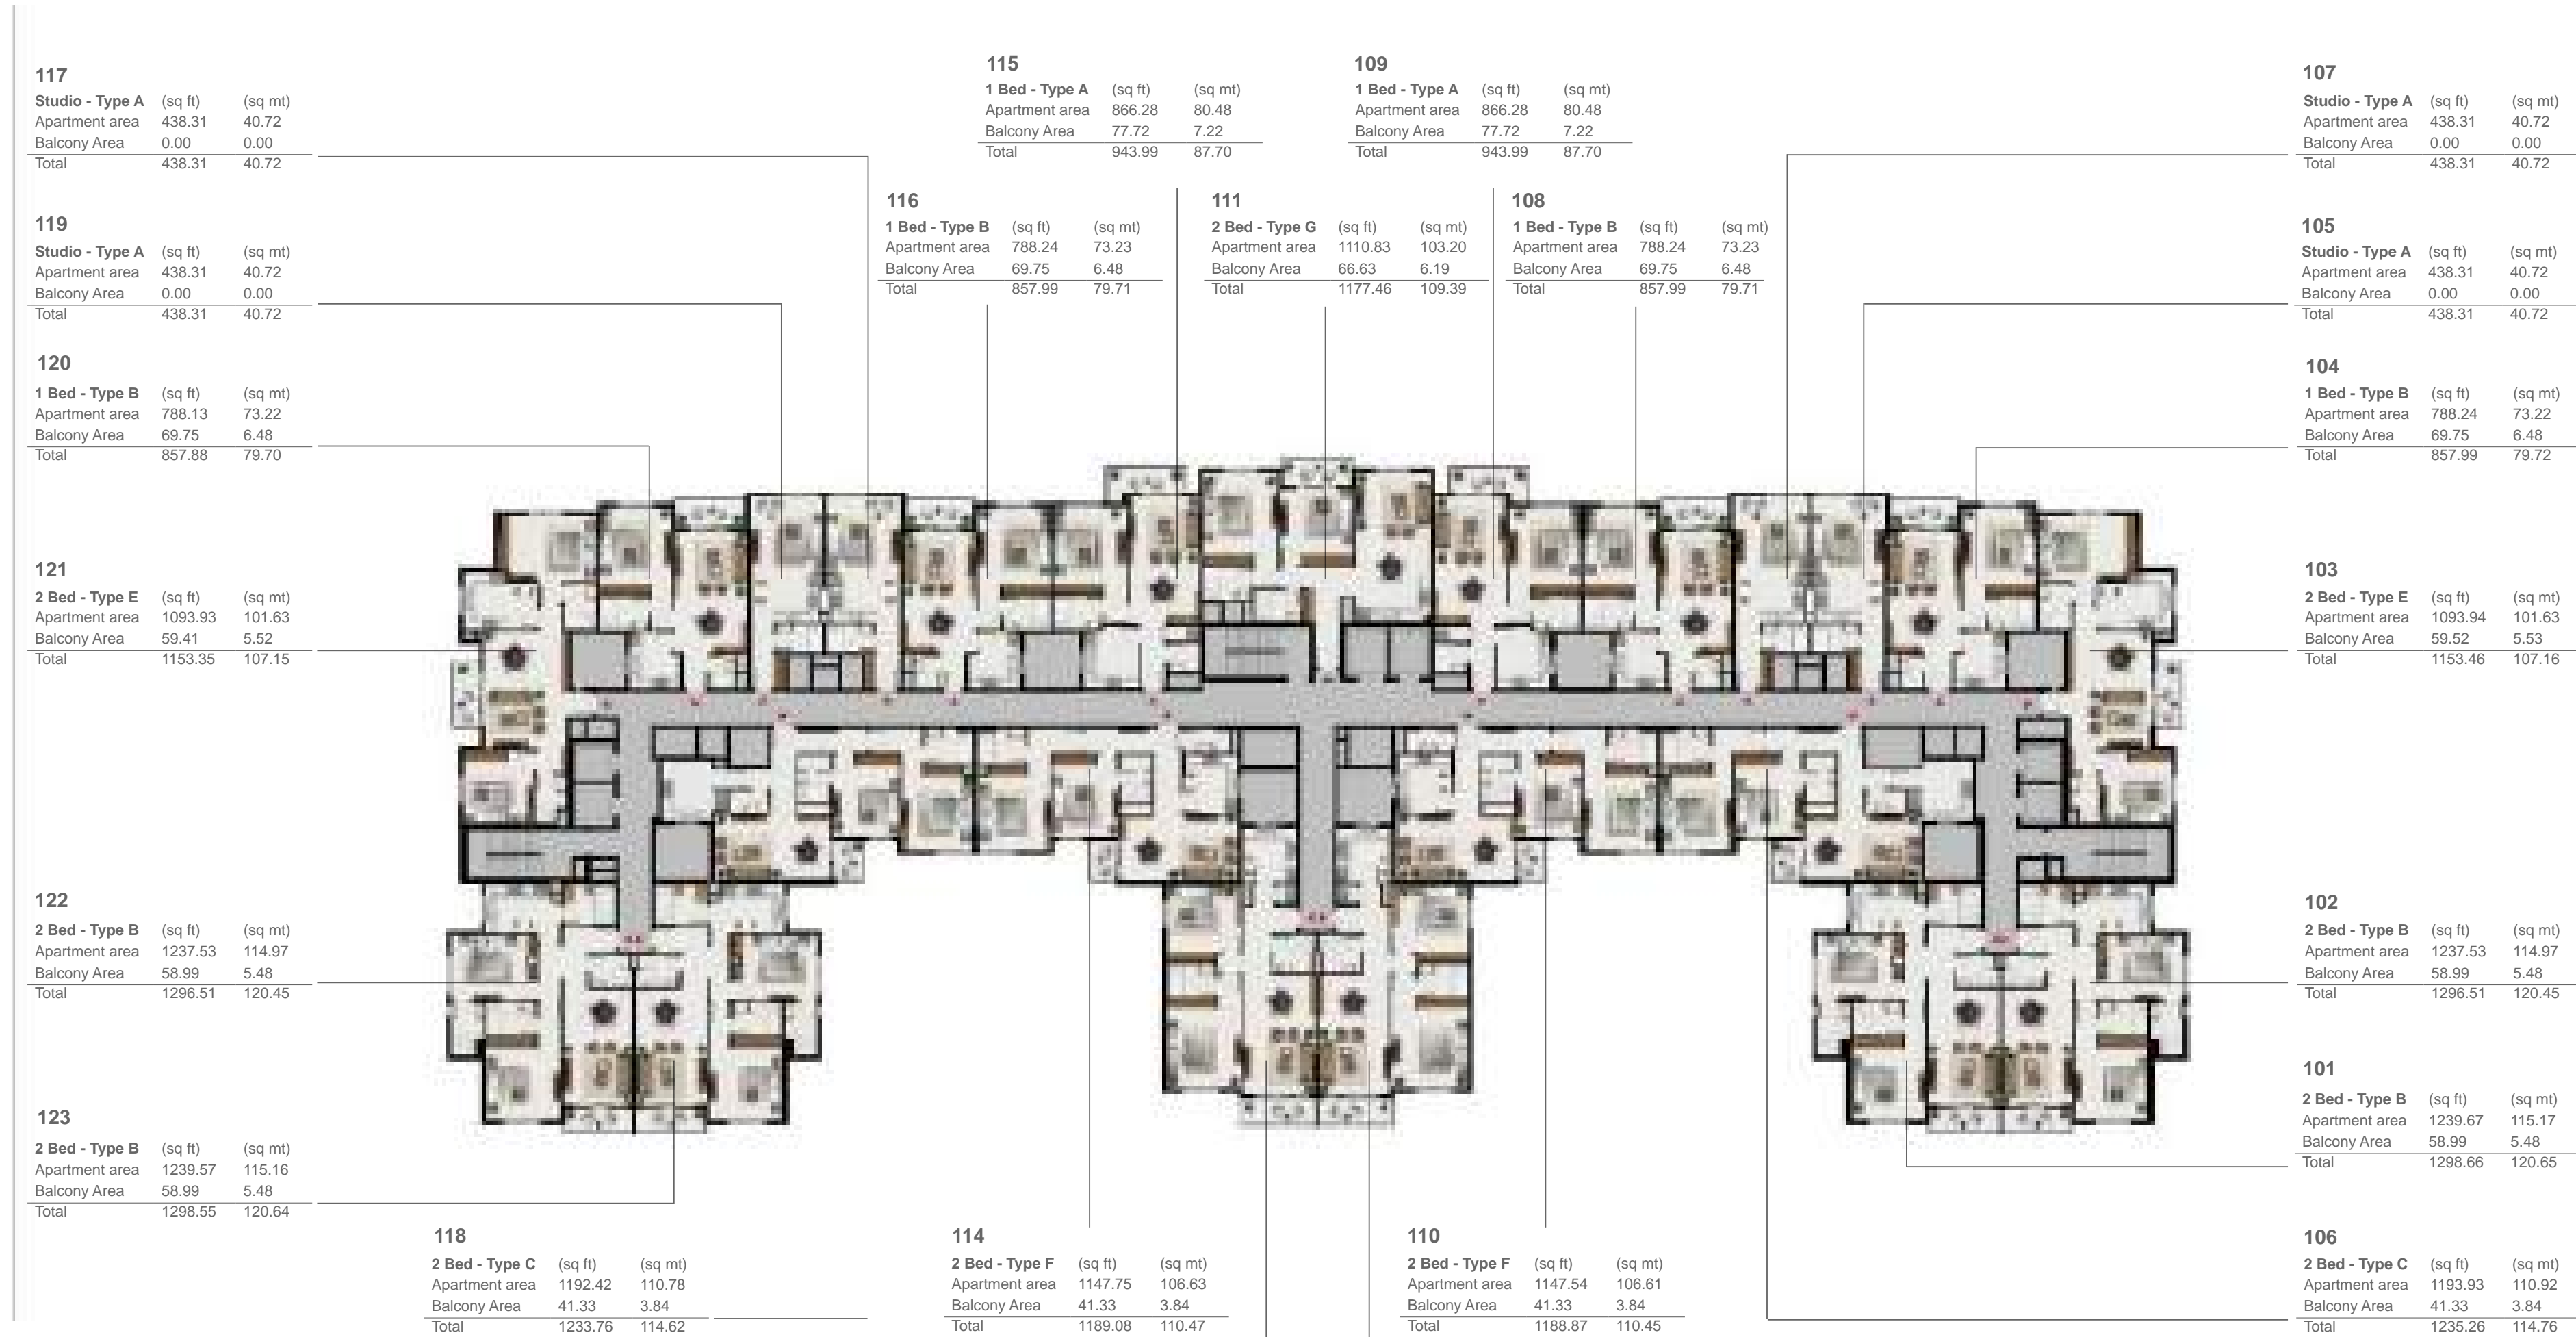 117
Studio - Type A (sq ft) (sq mt)
Apartment area 438.31 40.72
Balcony Area 0.00 0.00
Total 438.31 40.72
119
Studio - Type A (sq ft) (sq mt)
Apartment area 438.31 40.72
Balcony Area 0.00 0.00
Total 438.31 40.72
120
1 Bed - Type B (sq ft) (sq mt)
Apartment area 788.13 73.22
Balcony Area 69.75 6.48
Total 857.88 79.70
121
2 Bed - Type E (sq ft) (sq mt)
Apartment area 1093.93 101.63
Balcony Area 59.41 5.52
Total 1153.35 107.15
122
2 Bed - Type B (sq ft) (sq mt)
Apartment area 1237.53 114.97
Balcony Area 58.99 5.48
Total 1296.51 120.45
123
2 Bed - Type B (sq ft) (sq mt)
Apartment area 1239.57 115.16
Balcony Area 58.99 5.48
Total 1298.55 120.64
115
1 Bed - Type A (sq ft) (sq mt)
Apartment area 866.28 80.48
Balcony Area 77.72 7.22
Total 943.99 87.70
109
1 Bed - Type A (sq ft) (sq mt)
Apartment area 866.28 80.48
Balcony Area 77.72 7.22
Total 943.99 87.70
116
1 Bed - Type B (sq ft) (sq mt)
Apartment area 788.24 73.23
Balcony Area 69.75 6.48
Total 857.99 79.71
111
2 Bed - Type G (sq ft) (sq mt)
Apartment area 1110.83 103.20
Balcony Area 66.63 6.19
Total 1177.46 109.39
108
1 Bed - Type B (sq ft) (sq mt)
Apartment area 788.24 73.23
Balcony Area 69.75 6.48
Total 857.99 79.71
107
Studio - Type A (sq ft) (sq mt)
Apartment area 438.31 40.72
Balcony Area 0.00 0.00
Total 438.31 40.72
105
Studio - Type A (sq ft) (sq mt)
Apartment area 438.31 40.72
Balcony Area 0.00 0.00
Total 438.31 40.72
104
1 Bed - Type B (sq ft) (sq mt)
Apartment area 788.24 73.22
Balcony Area 69.75 6.48
Total 857.99 79.72
103
2 Bed - Type E (sq ft) (sq mt)
Apartment area 1093.94 101.63
Balcony Area 59.52 5.53
Total 1153.46 107.16
102
2 Bed - Type B (sq ft) (sq mt)
Apartment area 1237.53 114.97
Balcony Area 58.99 5.48
Total 1296.51 120.45
101
2 Bed - Type B (sq ft) (sq mt)
Apartment area 1239.67 115.17
Balcony Area 58.99 5.48
Total 1298.66 120.65
118
2 Bed - Type C (sq ft) (sq mt)
Apartment area 1192.42 110.78
Balcony Area 41.33 3.84
Total 1233.76 114.62
114
2 Bed - Type F (sq ft) (sq mt)
Apartment area 1147.75 106.63
Balcony Area 41.33 3.84
Total 1189.08 110.47
110
2 Bed - Type F (sq ft) (sq mt)
Apartment area 1147.54 106.61
Balcony Area 41.33 3.84
Total 1188.87 110.45
106
2 Bed - Type C (sq ft) (sq mt)
Apartment area 1193.93 110.92
Balcony Area 41.33 3.84
Total 1235.26 114.76